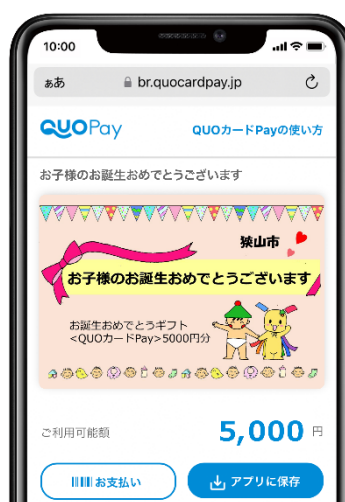 10:00
ぁあ
br.quocardpay.jp
QUOPay
QUOカードPayの使い方
お子様のお誕生おめでとうございます
狭山市
お子様のお誕生おめでとうございます
お誕生おめでとうギフト
<QUOカードPay>5000円分
ご利用可能額
5,000 円
お支払い
アプリに保存